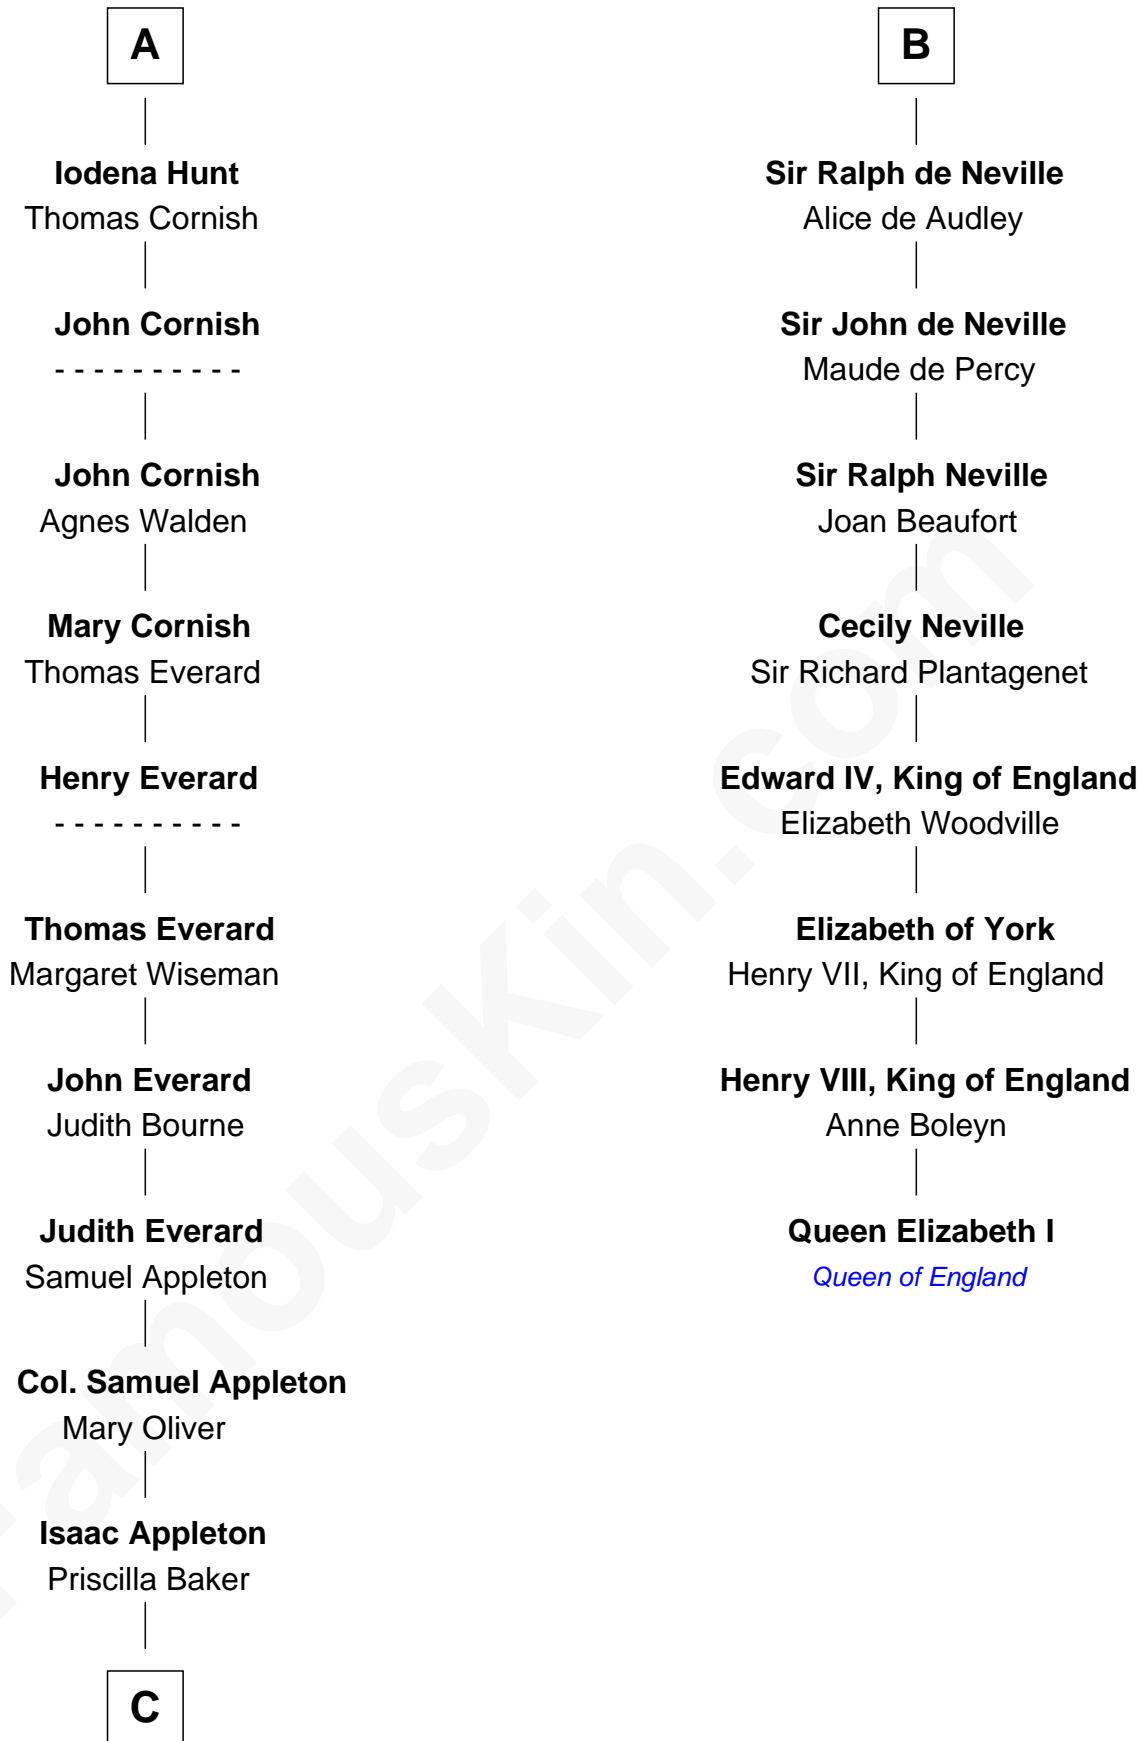 A
Iodena Hunt
Thomas Cornish
John Cornish
- - - - - - - - - -
John Cornish
Agnes Walden
Mary Cornish
Thomas Everard
Henry Everard
- - - - - - - - - -
Thomas Everard
Margaret Wiseman
John Everard
Judith Bourne
Judith Everard
Samuel Appleton
Col. Samuel Appleton
Mary Oliver
Isaac Appleton
Priscilla Baker
C
B
Sir Ralph de Neville
Alice de Audley
Sir John de Neville
Maude de Percy
Sir Ralph Neville
Joan Beaufort
Cecily Neville
Sir Richard Plantagenet
Edward IV, King of England
Elizabeth Woodville
Elizabeth of York
Henry VII, King of England
Henry VIII, King of England
Anne Boleyn
Queen Elizabeth I
Queen of England
FamousKin.com